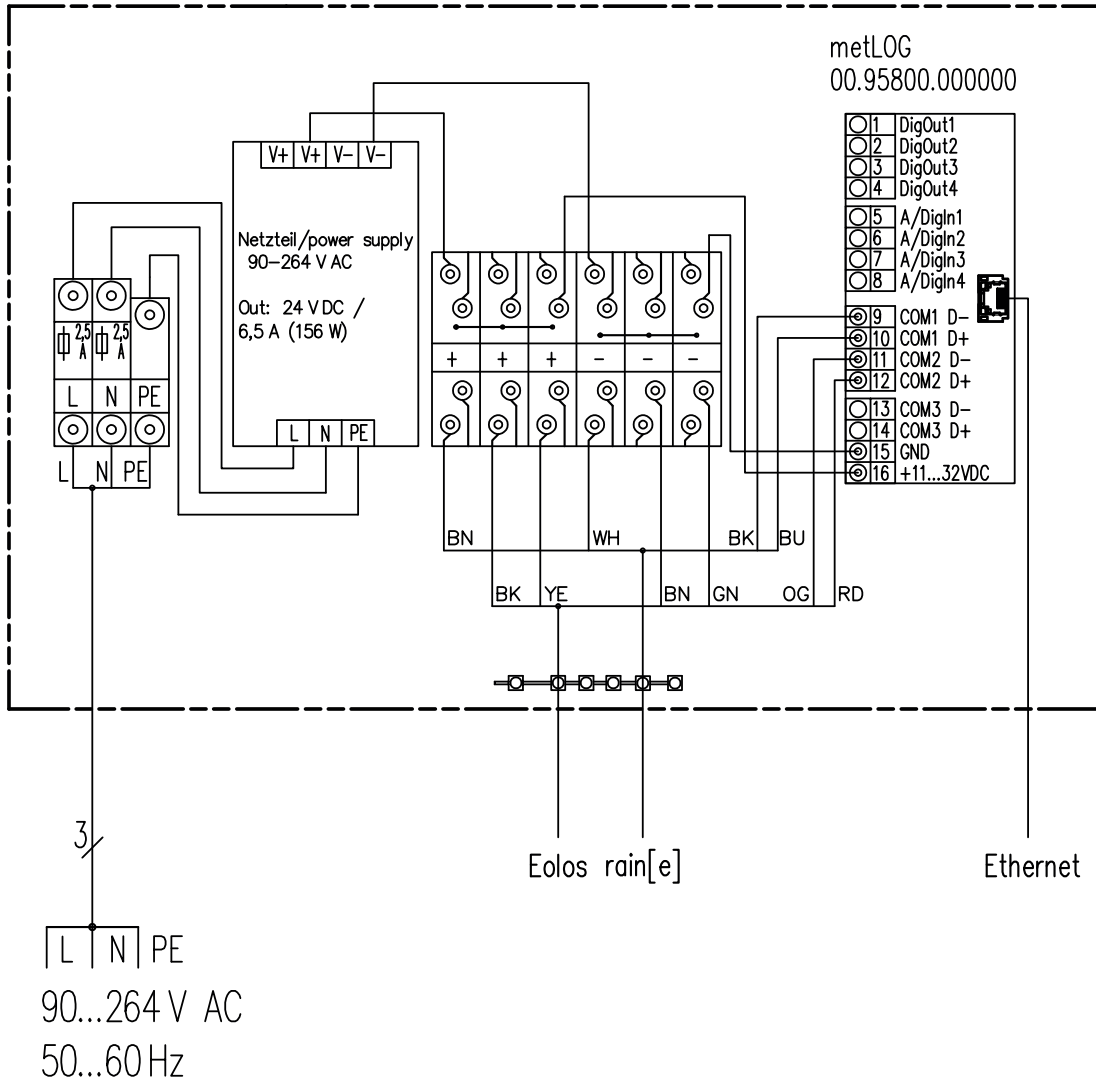 metLOG
00.95800.000000
1 DigOut1
2 DigOut2
3 DigOut3
4 DigOut4
5 A/DigIn1
6 A/DigIn2
7 A/DigIn3
8 A/DigIn4
9 COM1 D-
10 COM1 D+
11 COM2 D-
12 COM2 D+
13 COM3 D-
14 COM3 D+
15 GND
16 +11...32VDC
V+ V+ V- V-
Netzteil/power supply
90-264 V AC
Out: 24 V DC /
6,5 A (156 W)
L N PE
2,5 A 2,5 A
L N PE
L N PE
+ + + - - -
BN WH BK BU
BK YE BN GN OG RD
Eolos rain[e] Ethernet
3
L N PE
90...264 V AC
50...60 Hz